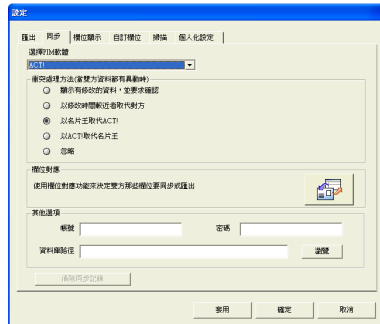 設定
匯出 同步 欄位顯示 自訂欄位 掃描 個人化設定
選擇PIM軟體
ACT!
衝突處理方法(當雙方資料都有異動時)
顯示有修改的資料，並要求確認
以修改時間較近者取代對方
以名片王取代ACT!
以ACT!取代名片王
忽略
欄位對應
使用欄位對應功能來決定雙方那些欄位要同步或匯出
其他選項
帳號 密碼
資料庫路徑 瀏覽
清除同步記錄
套用 確定 取消